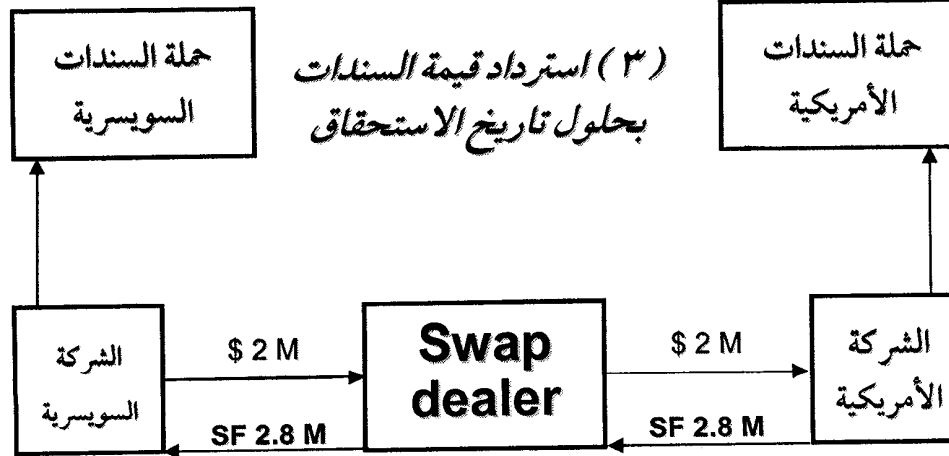 حملة السندات
السويسرية
( ٣ ) استرداد قيمة السندات
بحلول تاريخ الاستحقاق
حملة السندات
الأمريكية
الشركة
السويسرية
$ 2 M
SF 2.8 M
Swap
dealer
$ 2 M
SF 2.8 M
الشركة
الأمريكية